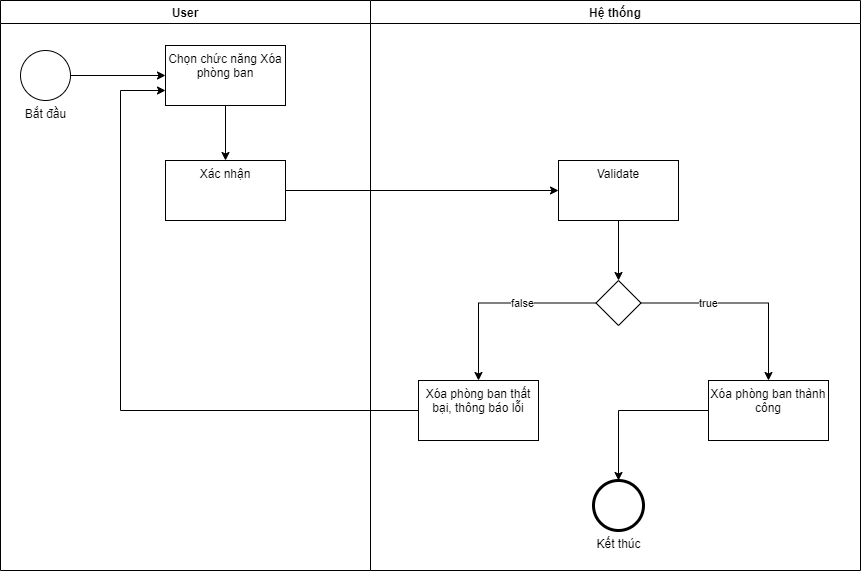 User
Hệ thống
Chọn chức năng Xóa
phòng ban
Bắt đầu
Xác nhận
Validate
false
true
Xóa phòng ban thất
bại, thông báo lỗi
Xóa phòng ban thành
công
Kết thúc